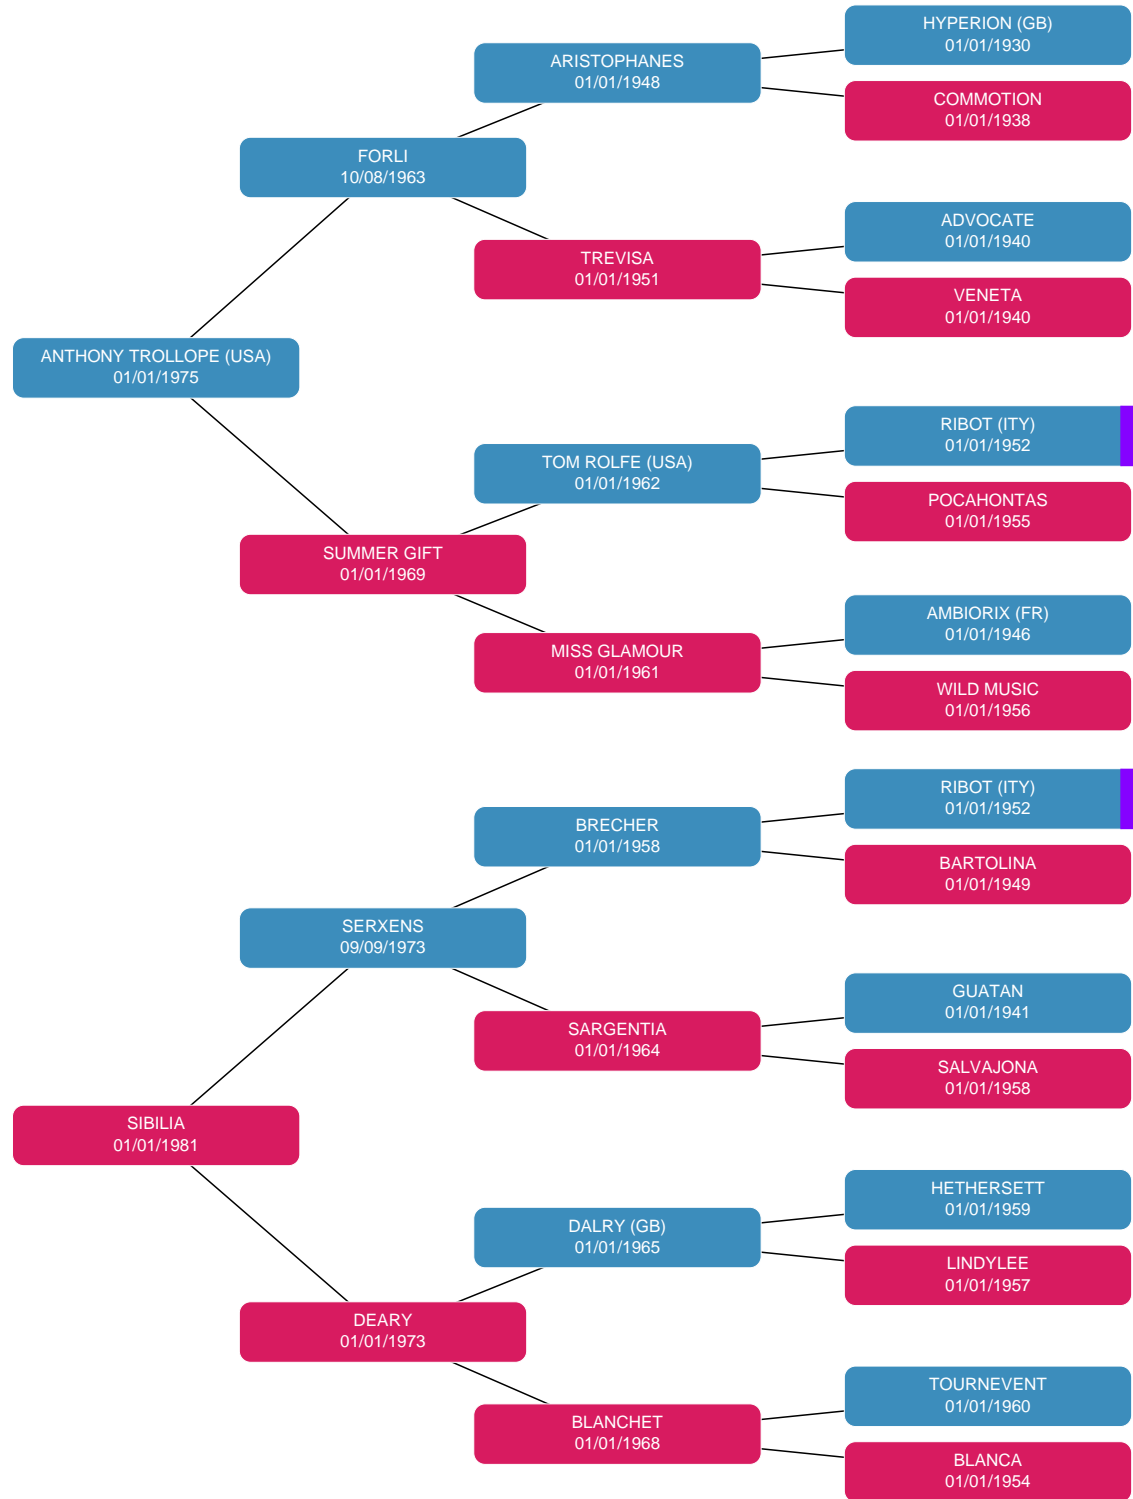 HYPERION (GB)
01/01/1930
ARISTOPHANES
01/01/1948
COMMOTION
01/01/1938
FORLI
10/08/1963
ADVOCATE
01/01/1940
TREVISA
01/01/1951
VENETA
01/01/1940
ANTHONY TROLLOPE (USA)
01/01/1975
RIBOT (ITY)
01/01/1952
TOM ROLFE (USA)
01/01/1962
POCAHONTAS
01/01/1955
SUMMER GIFT
01/01/1969
AMBIORIX (FR)
01/01/1946
MISS GLAMOUR
01/01/1961
WILD MUSIC
01/01/1956
RIBOT (ITY)
01/01/1952
BRECHER
01/01/1958
BARTOLINA
01/01/1949
SERXENS
09/09/1973
GUATAN
01/01/1941
SARGENTIA
01/01/1964
SALVAJONA
01/01/1958
SIBILIA
01/01/1981
HETHERSETT
01/01/1959
DALRY (GB)
01/01/1965
LINDYLEE
01/01/1957
DEARY
01/01/1973
TOURNEVENT
01/01/1960
BLANCHET
01/01/1968
BLANCA
01/01/1954